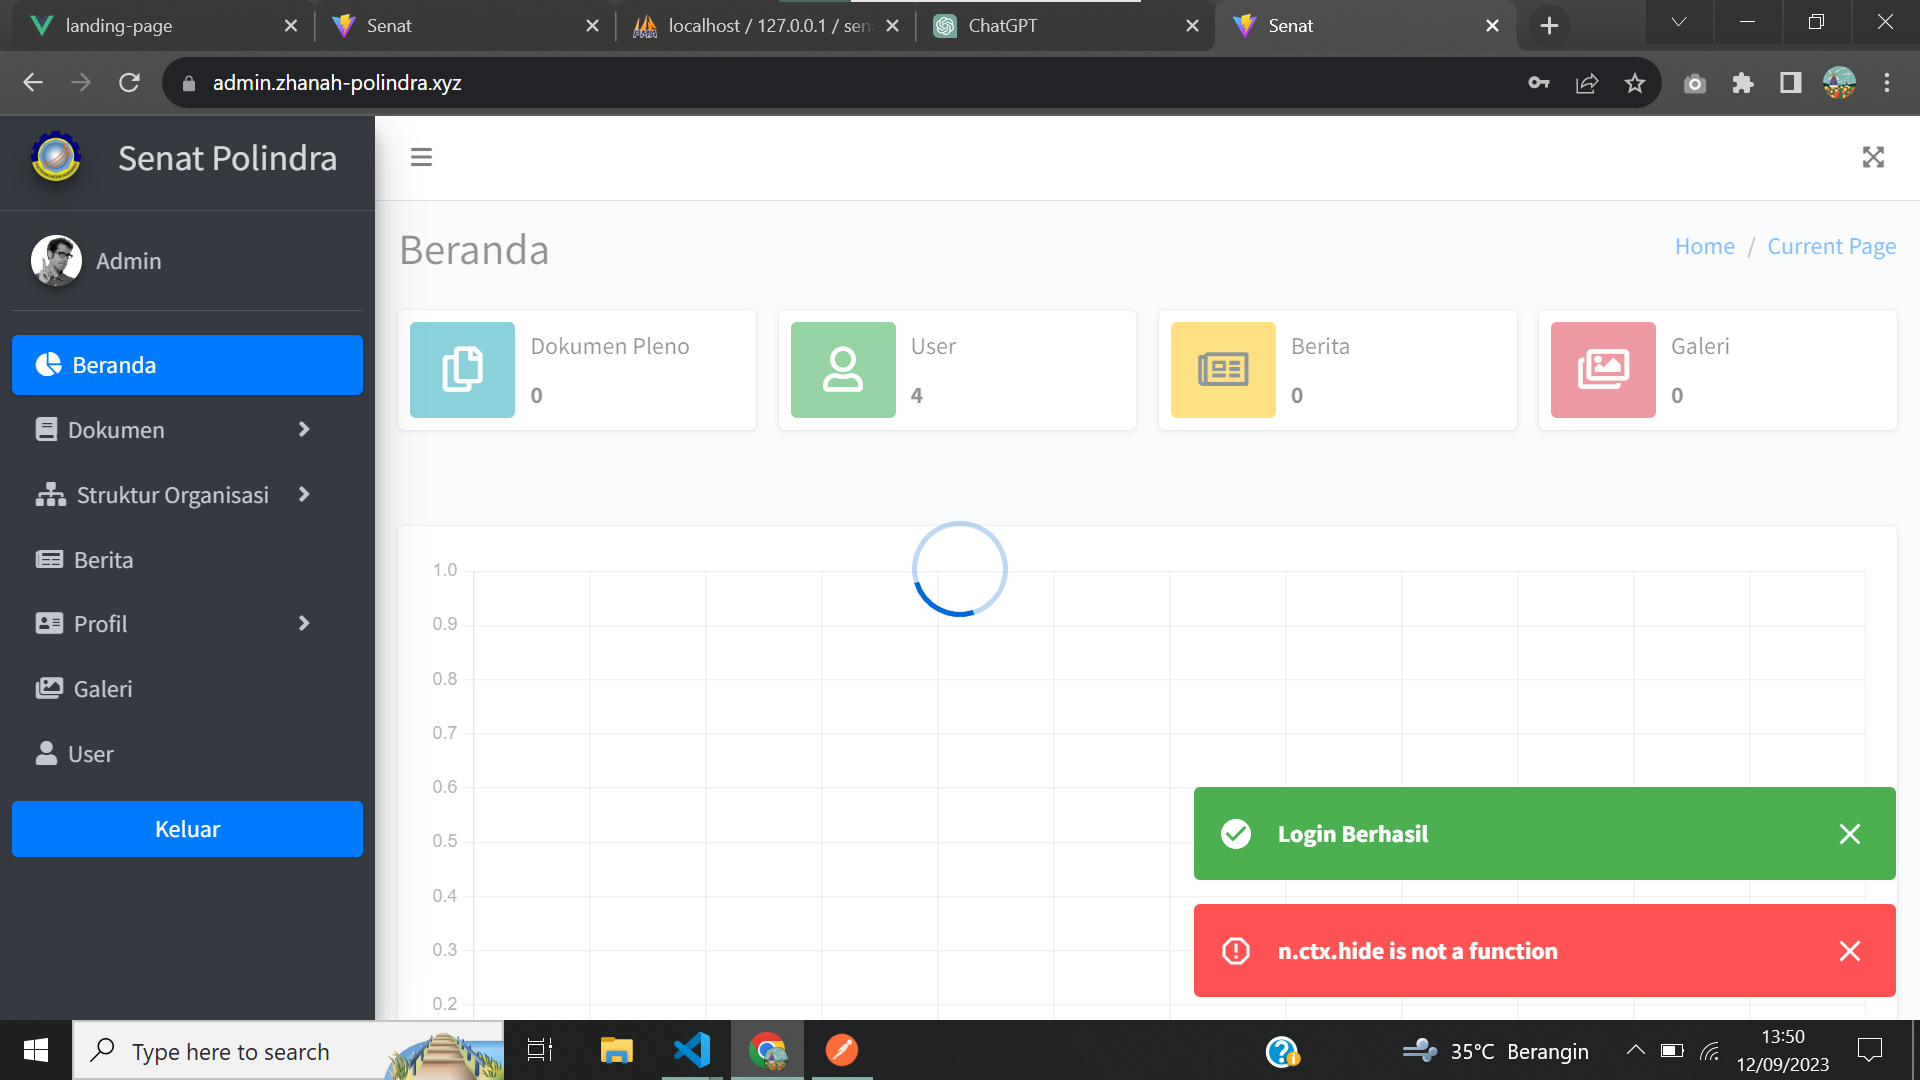 landing-page
Senat
localhost / 127.0.0.1 / sen
ChatGPT
Senat
admin.zhanah-polindra.xyz
Senat Polindra
Admin
Beranda
Dokumen
Struktur Organisasi
Berita
Profil
Galeri
User
Keluar
Beranda
Home / Current Page
Dokumen Pleno
0
User
4
Berita
0
Galeri
0
1.0
0.9
0.8
0.7
0.6
0.5
0.4
0.3
0.2
Login Berhasil
n.ctx.hide is not a function
Type here to search
35°C Berangin
13:50
12/09/2023